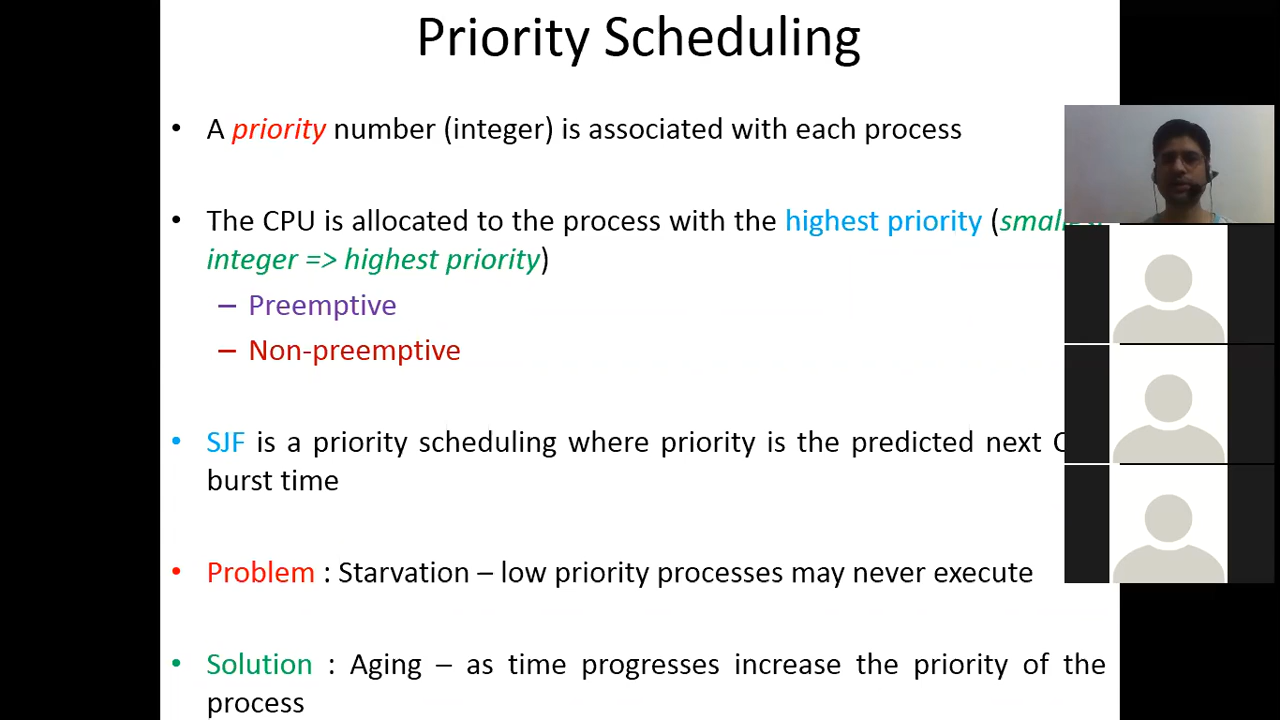 Priority Scheduling
• A priority number (integer) is associated with each process
• The CPU is allocated to the process with the highest priority (
integer => highest priority)
– Preemptive
– Non-preemptive
• SJF is a priority scheduling where priority is the predicted next
burst time
• Problem : Starvation – low priority processes may never execute
• Solution : Aging – as time progresses increase the priority of the
process